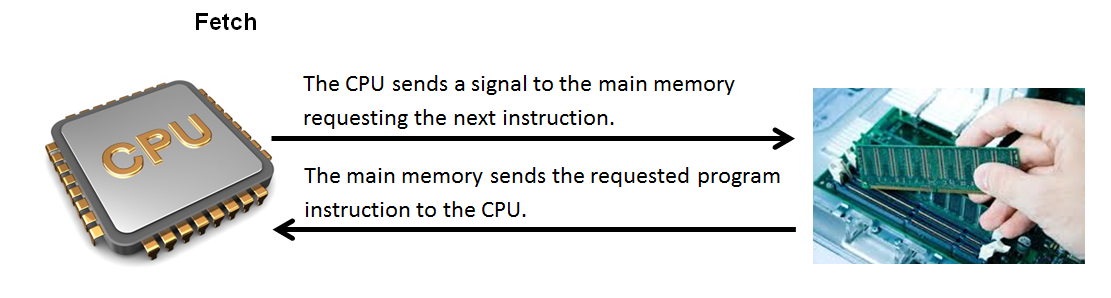 Fetch
CPU
The CPU sends a signal to the main memory
requesting the next instruction.
The main memory sends the requested program
instruction to the CPU.